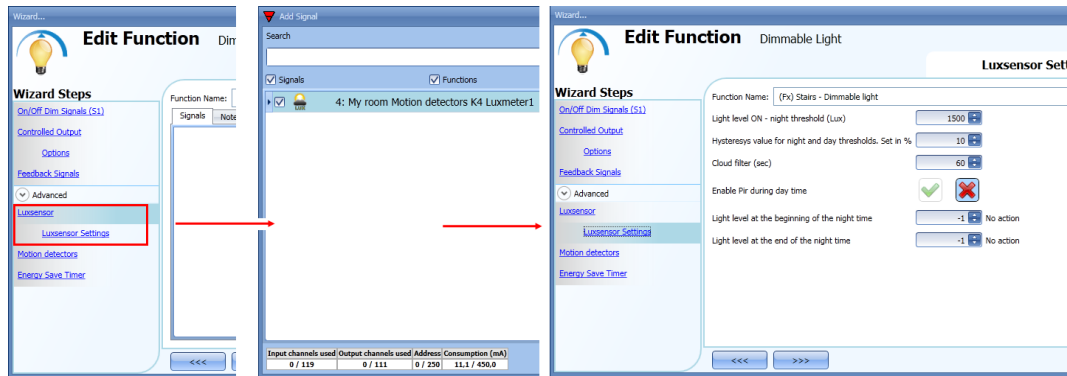 Wizard...
Edit Function Dim
Wizard Steps
On/Off Dim Signals (S1)
Controlled Output
Options
Feedback Signals
Advanced
Luxsensor
Luxsensor Settings
Motion detectors
Energy Save Timer
Function Name:
Signals Note
<<<
Add Signal
Search
Signals Functions
4: My room Motion detectors K4 Luxmeter1
Input channels used Output channels used Address Consumption (mA)
0 / 119 0 / 111 0 / 250 11,1 / 450,0
Wizard...
Edit Function Dimmable Light
Luxsensor Sett
Wizard Steps
On/Off Dim Signals (S1)
Controlled Output
Options
Feedback Signals
Advanced
Luxsensor
Luxsensor Settings
Motion detectors
Energy Save Timer
Function Name: (Fx) Stairs - Dimmable light
Light level ON - night threshold (Lux) 1500
Hysteresys value for night and day thresholds. Set in % 10
Cloud filter (sec) 60
Enable Pir during day time
Light level at the beginning of the night time -1 No action
Light level at the end of the night time -1 No action
<<< >>>